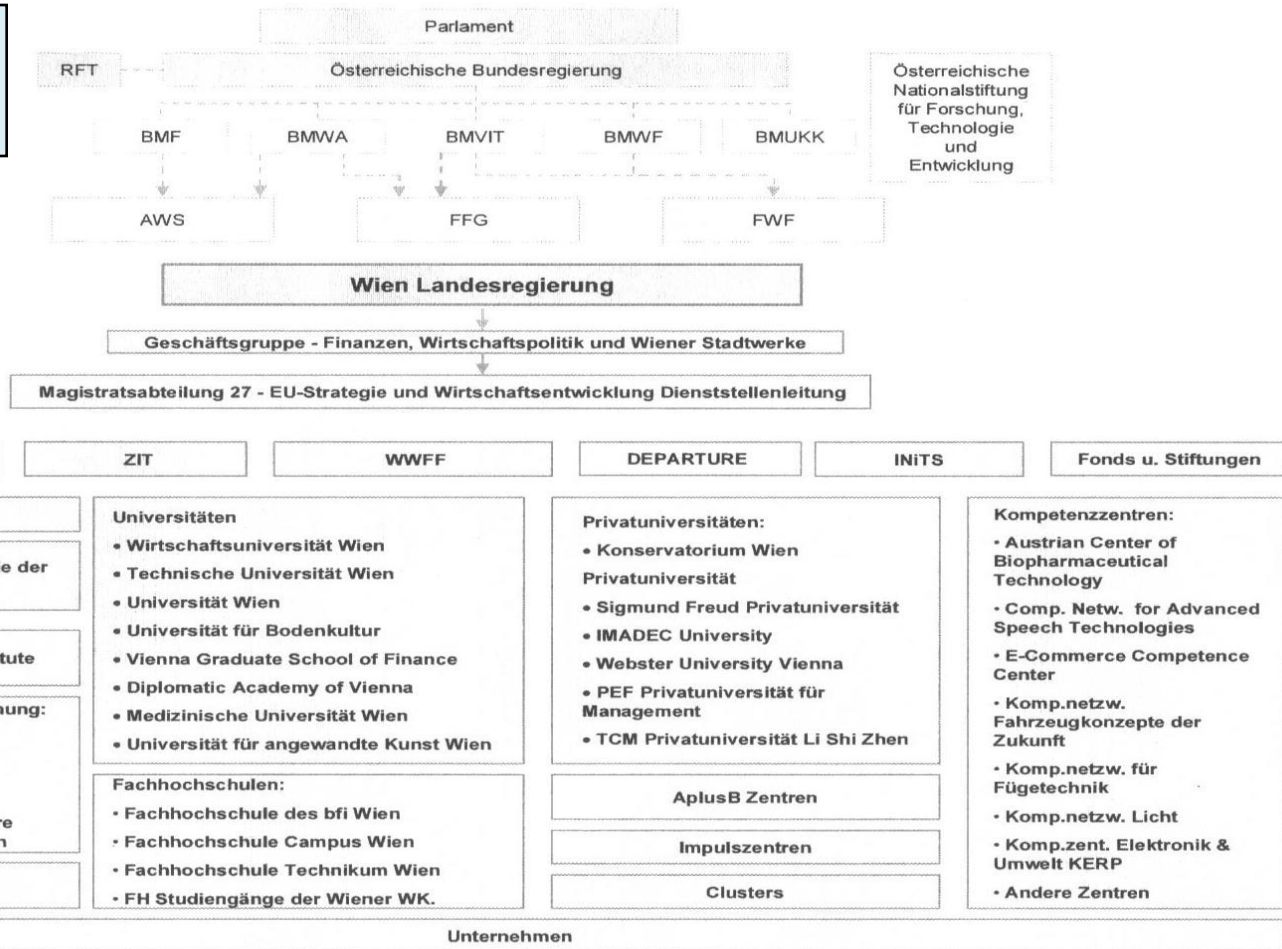 Parlament
RFT
Österreichische Bundesregierung
Österreichische
Nationalstiftung
für Forschung,
Technologie
und
Entwicklung
BMF
BMWA
BMVIT
BMWF
BMUKK
AWS
FFG
FWF
Wien Landesregierung
Geschäftsgruppe - Finanzen, Wirtschaftspolitik und Wiener Stadtwerke
Magistratsabteilung 27 - EU-Strategie und Wirtschaftsentwicklung Dienststellenleitung
ZIT
WWFF
DEPARTURE
INiTS
Fonds u. Stiftungen
der
Universitäten
• Wirtschaftsuniversität Wien
• Technische Universität Wien
• Universität Wien
• Universität für Bodenkultur
• Vienna Graduate School of Finance
• Diplomatic Academy of Vienna
• Medizinische Universität Wien
• Universität für angewandte Kunst Wien
Fachhochschulen:
· Fachhochschule des bfi Wien
· Fachhochschule Campus Wien
· Fachhochschule Technikum Wien
· FH Studiengänge der Wiener WK.
Privatuniversitäten:
• Konservatorium Wien
Privatuniversität
• Sigmund Freud Privatuniversität
• IMADEC University
• Webster University Vienna
• PEF Privatuniversität für
Management
• TCM Privatuniversität Li Shi Zhen
AplusB Zentren
Impulszentren
Clusters
Kompetenzzentren:
· Austrian Center of
Biopharmaceutical
Technology
· Comp. Netw. for Advanced
Speech Technologies
· E-Commerce Competence
Center
· Komp.netzw.
Fahrzeugkonzepte der
Zukunft
· Komp.netzw. für
Fügetechnik
· Komp.netzw. Licht
· Komp.zent. Elektronik &
Umwelt KERP
· Andere Zentren
Unternehmen